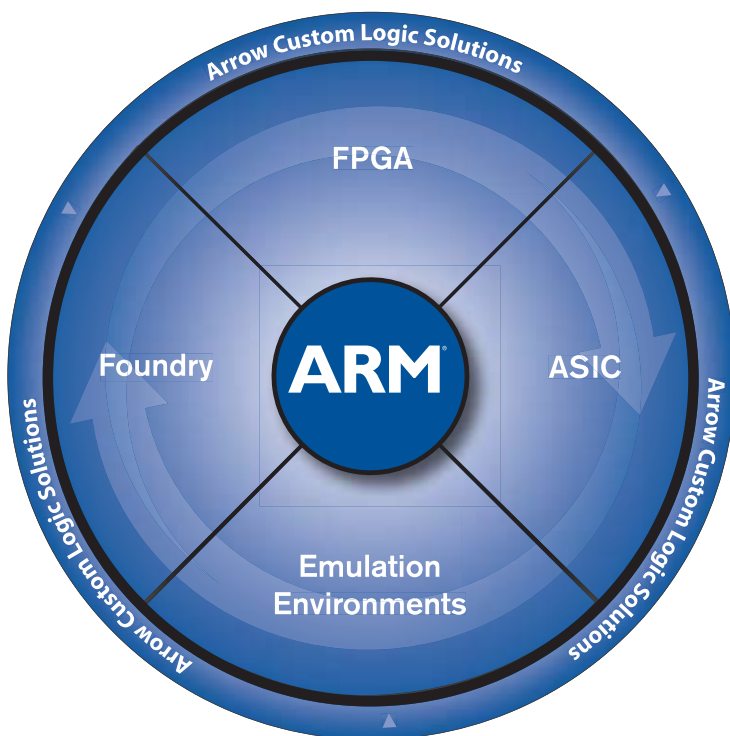 Arrow Custom Logic Solutions
FPGA
Foundry
ARM®
ASIC
Emulation
Environments
Arrow Custom Logic Solutions
Arrow Custom Logic Solutions